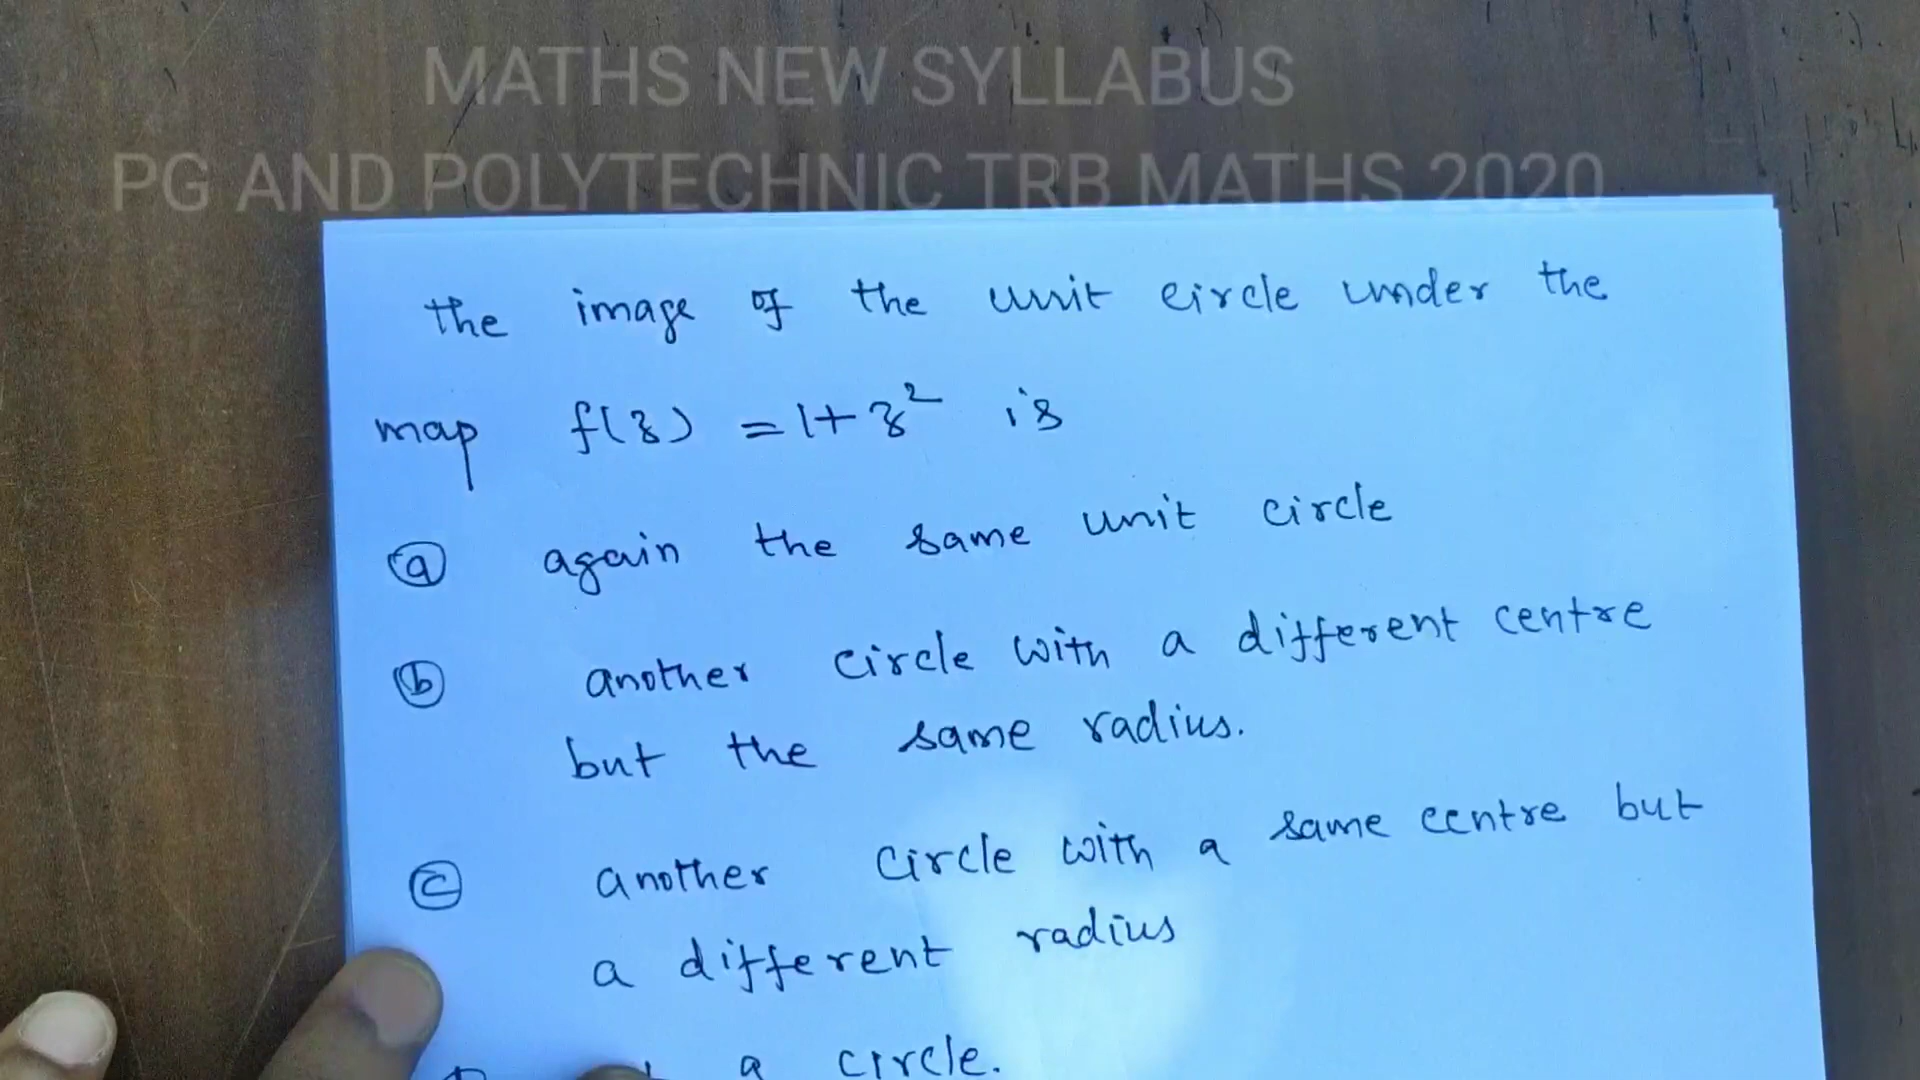 MATHS NEW SYLLABUS
PG AND POLYTECHNIC TRB MATHS 2020
The image of the unit circle under the
map f(z) = 1+z² is
(a) again the same unit circle
(b) another circle with a different centre
but the same radius.
(c) another circle with a same centre but
a different radius
a circle.